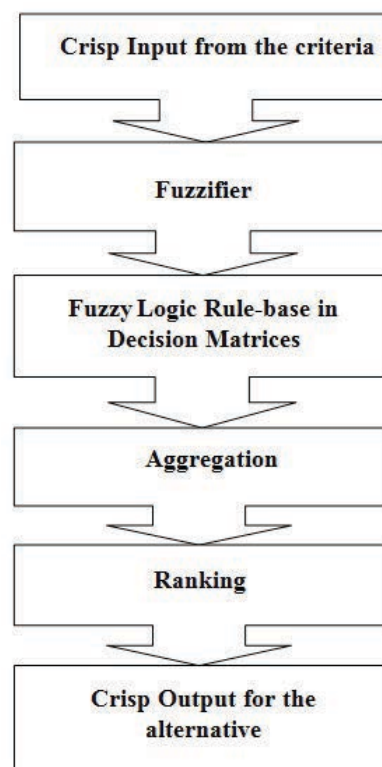 Crisp Input from the criteria
Fuzzifier
Fuzzy Logic Rule-base in
Decision Matrices
Aggregation
Ranking
Crisp Output for the
alternative